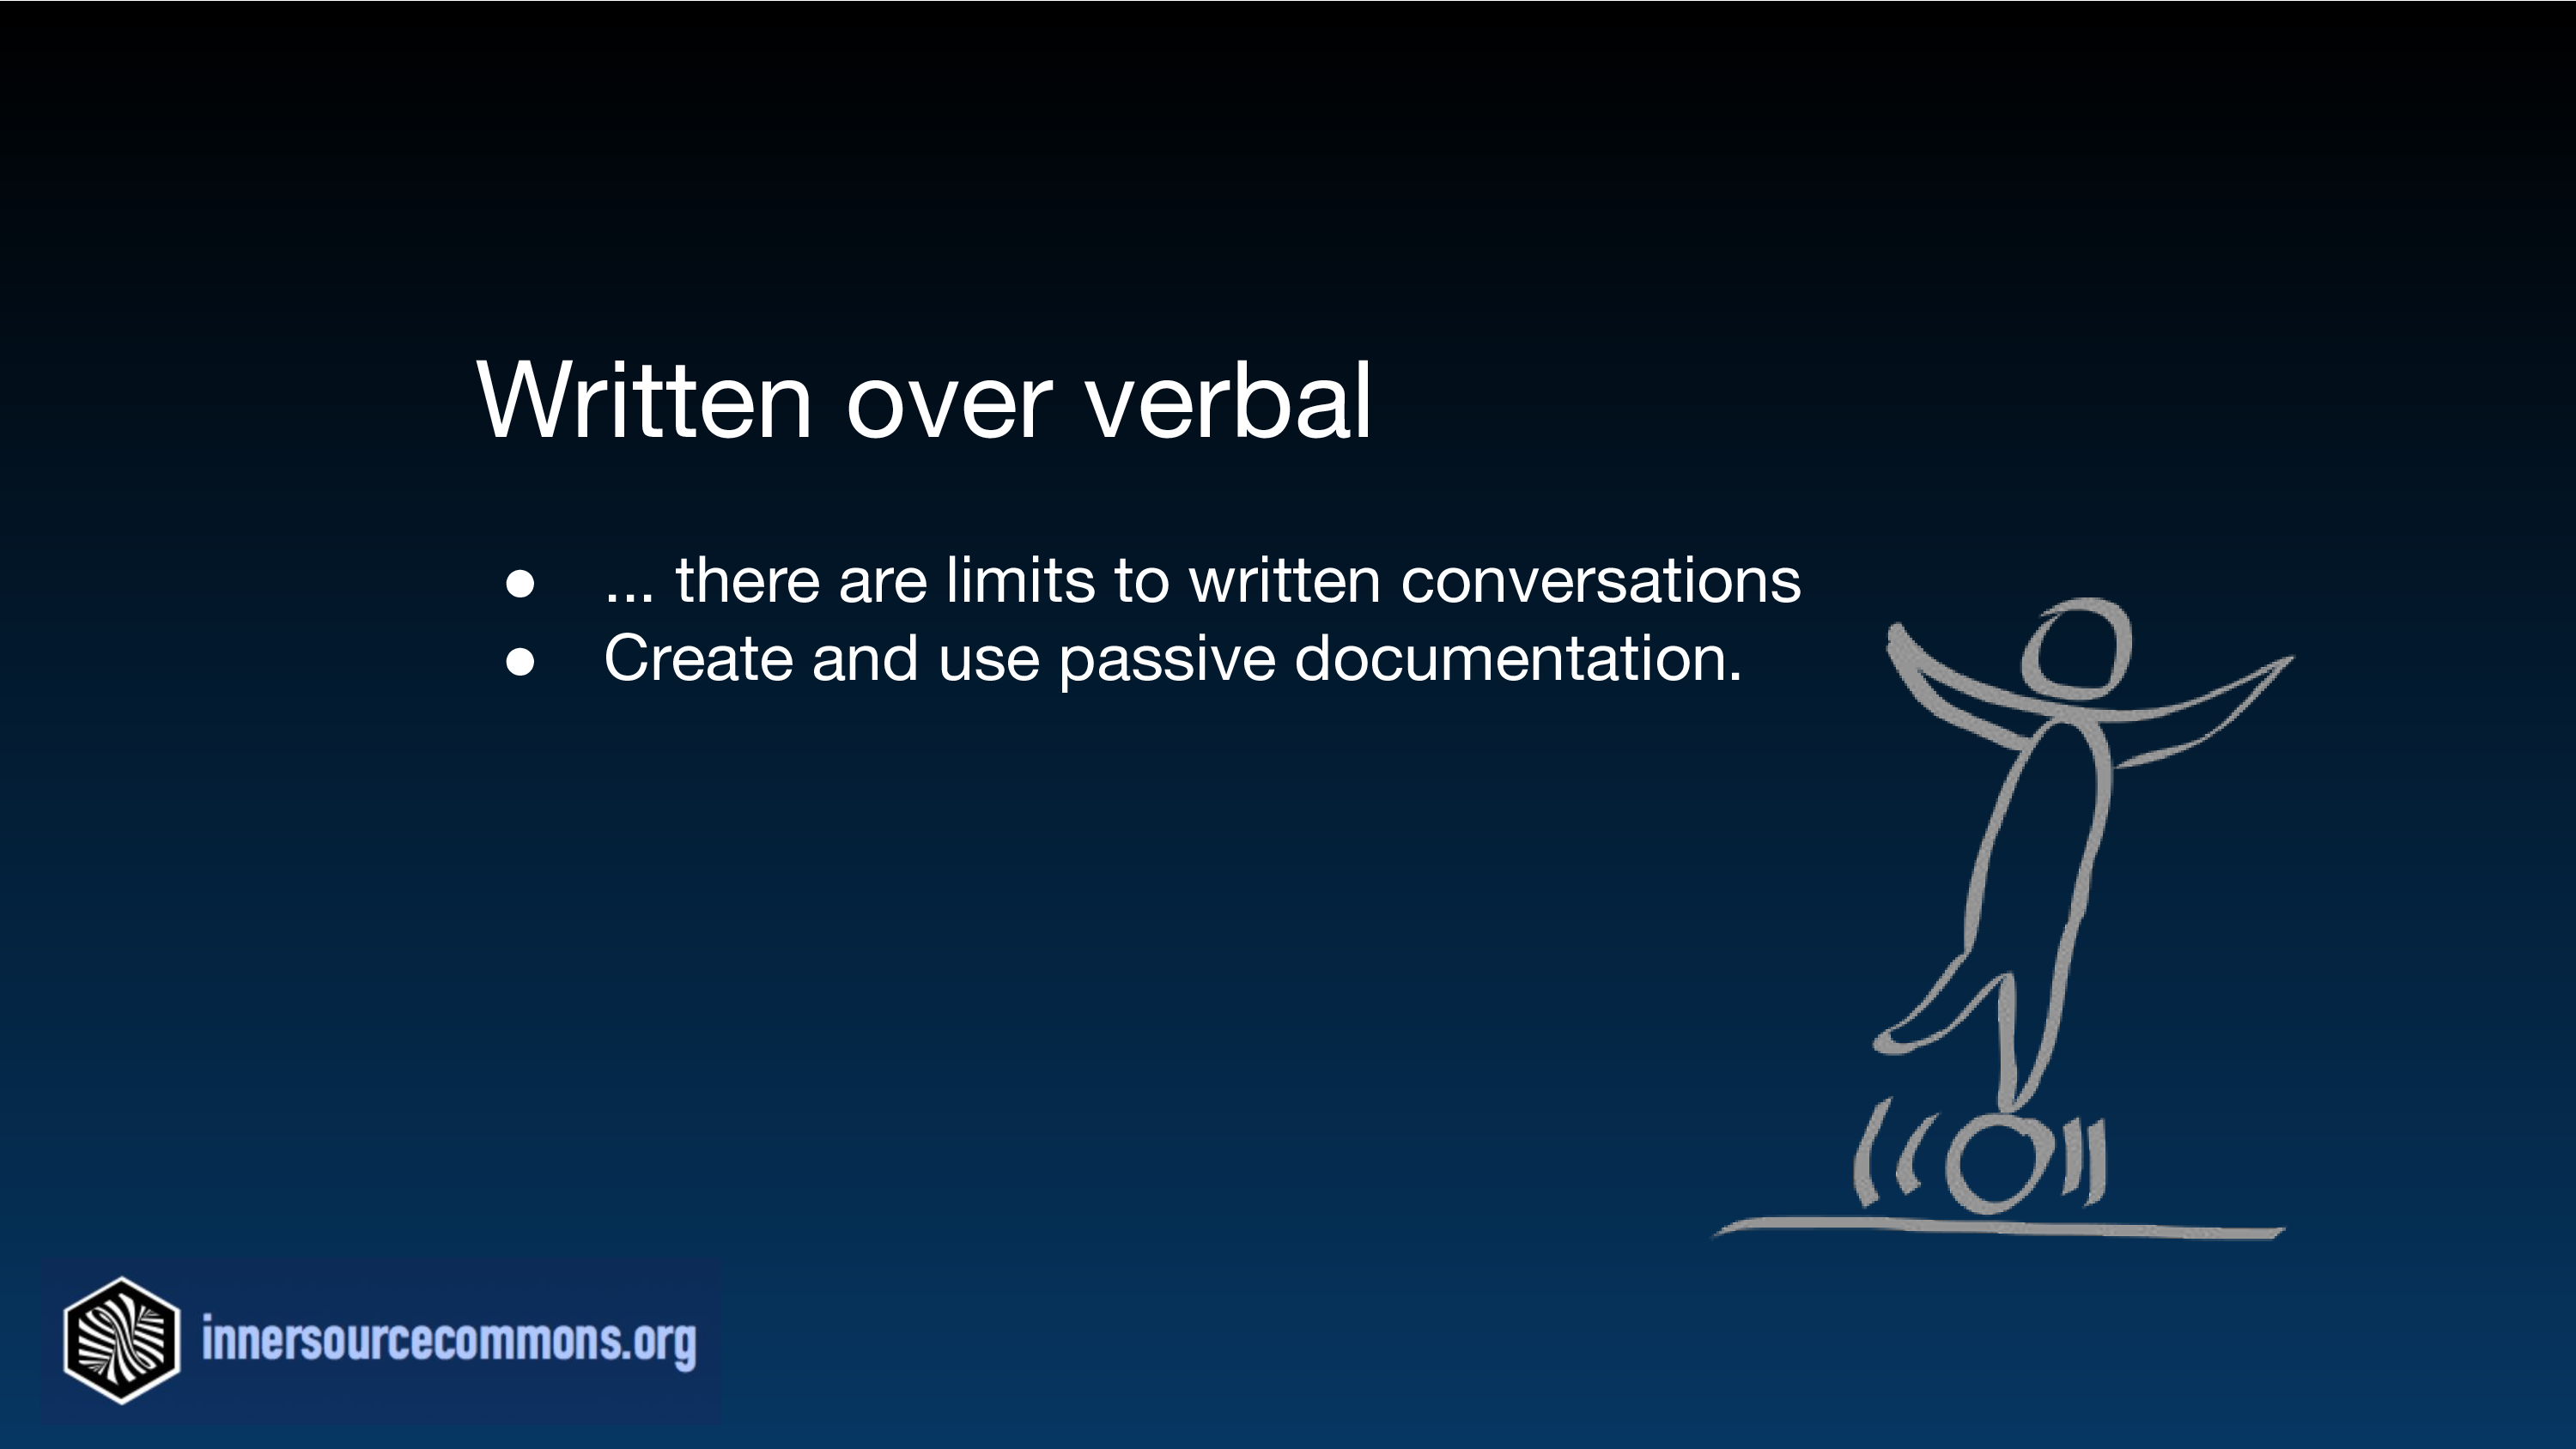 Written over verbal
● ... there are limits to written conversations
● Create and use passive documentation.
innersourcecommons.org